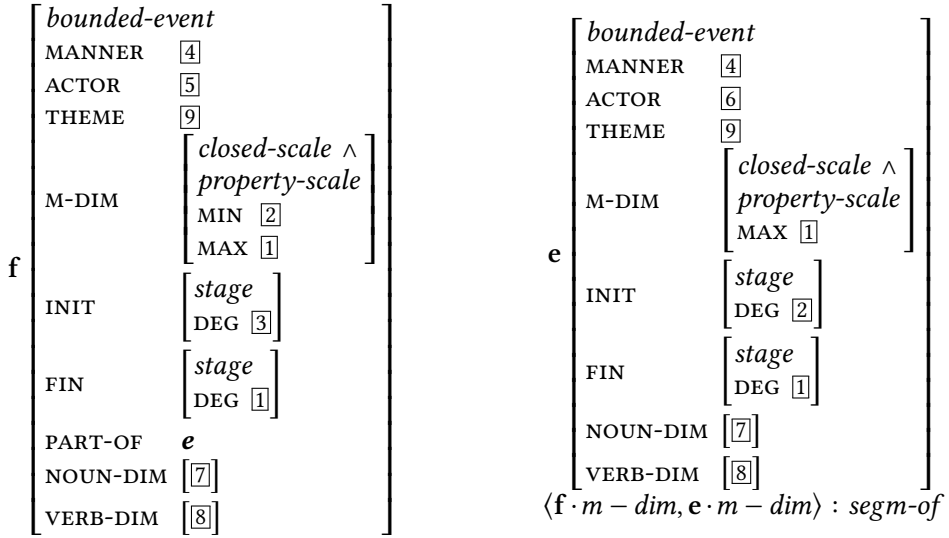 f
bounded-event
MANNER 4
ACTOR 5
THEME 9
M-DIM
closed-scale ∧
property-scale
MIN 2
MAX 1
INIT
stage
DEG 3
FIN
stage
DEG 1
PART-OF e
NOUN-DIM [7]
VERB-DIM [8]
e
bounded-event
MANNER 4
ACTOR 6
THEME 9
M-DIM
closed-scale ∧
property-scale
MAX 1
INIT
stage
DEG 2
FIN
stage
DEG 1
NOUN-DIM [7]
VERB-DIM [8]
⟨f · m − dim, e · m − dim⟩ : segm-of